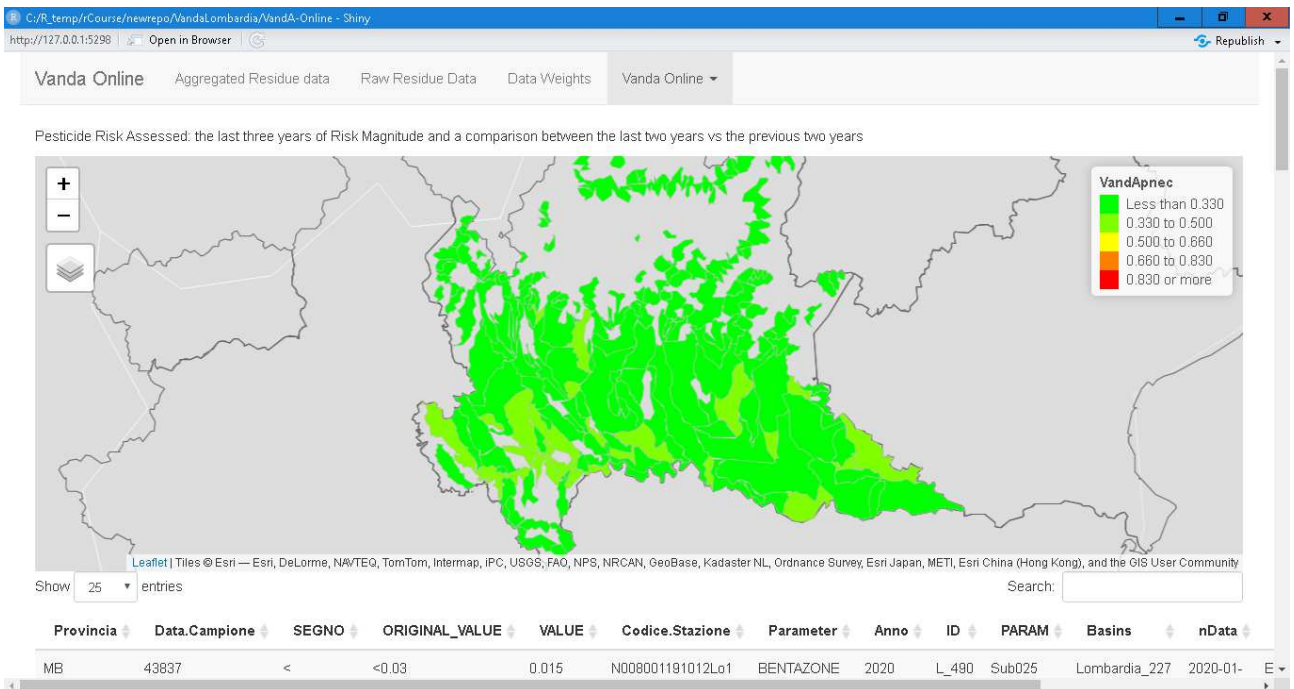 C:/R_temp/rCourse/newrepo/VandaLombardia/VandA-Online - Shiny
http://127.0.0.1:5298 Open in Browser Republish
Vanda Online Aggregated Residue data Raw Residue Data Data Weights Vanda Online
Pesticide Risk Assessed: the last three years of Risk Magnitude and a comparison between the last two years vs the previous two years
+
−
VandApnec
Less than 0.330
0.330 to 0.500
0.500 to 0.660
0.660 to 0.830
0.830 or more
Leaflet | Tiles © Esri — Esri, DeLorme, NAVTEQ, TomTom, Intermap, iPC, USGS, FAO, NPS, NRCAN, GeoBase, Kadaster NL, Ordnance Survey, Esri Japan, METI, Esri China (Hong Kong), and the GIS User Community
Show 25 entries Search:
Provincia Data.Campione SEGNO ORIGINAL_VALUE VALUE Codice.Stazione Parameter Anno ID PARAM Basins nData
MB 43837 < <0.03 0.015 N008001191012Lo1 BENTAZONE 2020 L_490 Sub025 Lombardia_227 2020-01- E